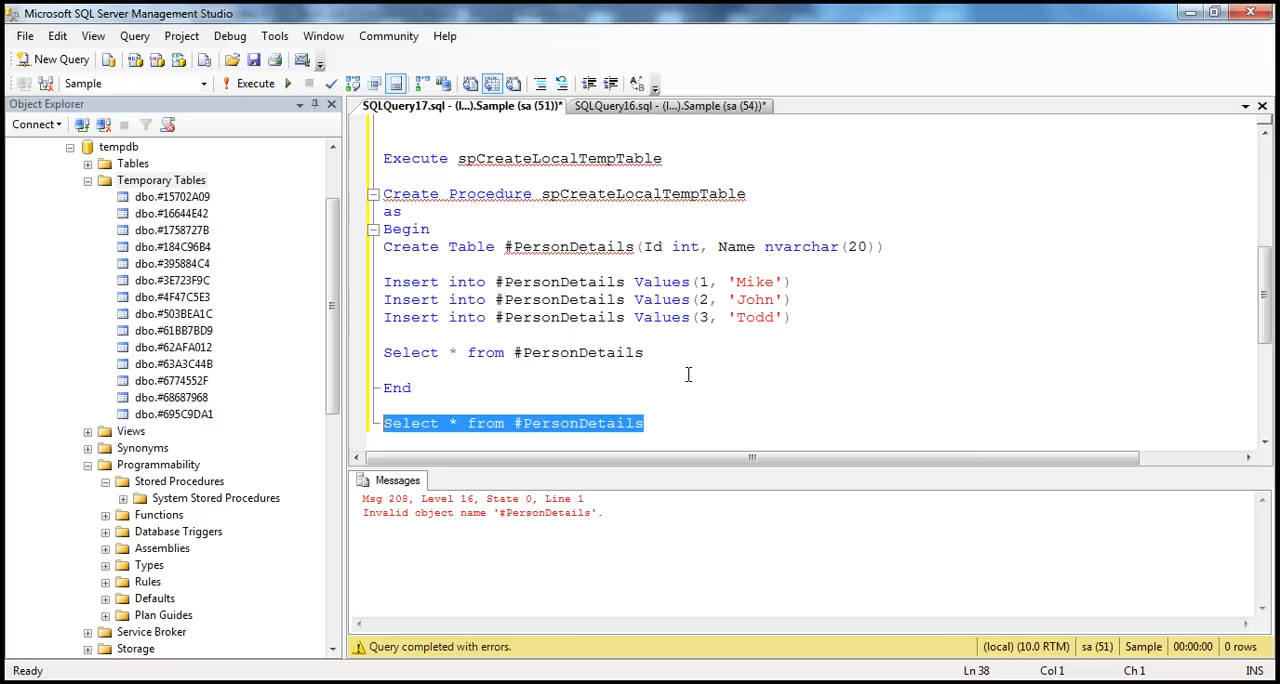 Microsoft SQL Server Management Studio
File Edit View Query Project Debug Tools Window Community Help
New Query
Sample Execute
Object Explorer
SQLQuery17.sql - (l...).Sample (sa (51))* SQLQuery16.sql - (l...).Sample (sa (54))*
Connect
tempdb
Tables
Temporary Tables
dbo.#15702A09
dbo.#16644E42
dbo.#1758727B
dbo.#184C96B4
dbo.#395884C4
dbo.#3E723F9C
dbo.#4F47C5E3
dbo.#503BEA1C
dbo.#61BB7BD9
dbo.#62AFA012
dbo.#63A3C44B
dbo.#6774552F
dbo.#68687968
dbo.#695C9DA1
Views
Synonyms
Programmability
Stored Procedures
System Stored Procedures
Functions
Database Triggers
Assemblies
Types
Rules
Defaults
Plan Guides
Service Broker
Storage
Execute spCreateLocalTempTable
Create Procedure spCreateLocalTempTable
as
Begin
Create Table #PersonDetails(Id int, Name nvarchar(20))
Insert into #PersonDetails Values(1, 'Mike')
Insert into #PersonDetails Values(2, 'John')
Insert into #PersonDetails Values(3, 'Todd')
Select * from #PersonDetails
End
Select * from #PersonDetails
Messages
Msg 208, Level 16, State 0, Line 1
Invalid object name '#PersonDetails'.
Query completed with errors. (local) (10.0 RTM) sa (51) Sample 00:00:00 0 rows
Ready Ln 38 Col 1 Ch 1 INS